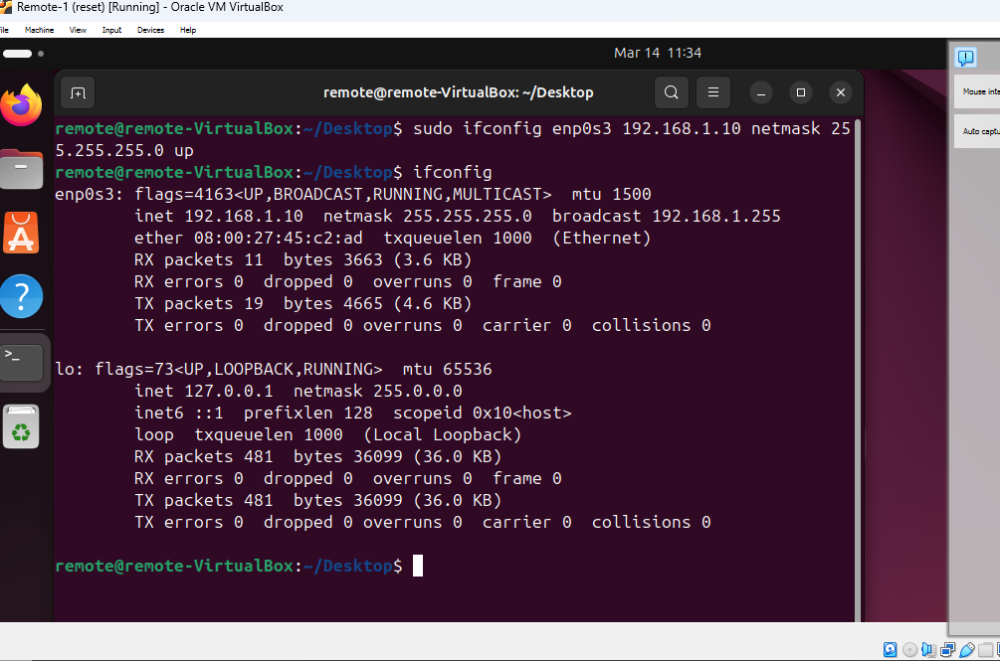 Remote-1 (reset) [Running] - Oracle VM VirtualBox
Machine View Input Devices Help
Mar 14 11:34
remote@remote-VirtualBox: ~/Desktop
remote@remote-VirtualBox:~/Desktop$ sudo ifconfig enp0s3 192.168.1.10 netmask 25
5.255.255.0 up
remote@remote-VirtualBox:~/Desktop$ ifconfig
enp0s3: flags=4163<UP,BROADCAST,RUNNING,MULTICAST>  mtu 1500
        inet 192.168.1.10  netmask 255.255.255.0  broadcast 192.168.1.255
        ether 08:00:27:45:c2:ad  txqueuelen 1000  (Ethernet)
        RX packets 11  bytes 3663 (3.6 KB)
        RX errors 0  dropped 0  overruns 0  frame 0
        TX packets 19  bytes 4665 (4.6 KB)
        TX errors 0  dropped 0 overruns 0  carrier 0  collisions 0
lo: flags=73<UP,LOOPBACK,RUNNING>  mtu 65536
        inet 127.0.0.1  netmask 255.0.0.0
        inet6 ::1  prefixlen 128  scopeid 0x10<host>
        loop  txqueuelen 1000  (Local Loopback)
        RX packets 481  bytes 36099 (36.0 KB)
        RX errors 0  dropped 0  overruns 0  frame 0
        TX packets 481  bytes 36099 (36.0 KB)
        TX errors 0  dropped 0 overruns 0  carrier 0  collisions 0
remote@remote-VirtualBox:~/Desktop$
Mouse inte
Auto captu